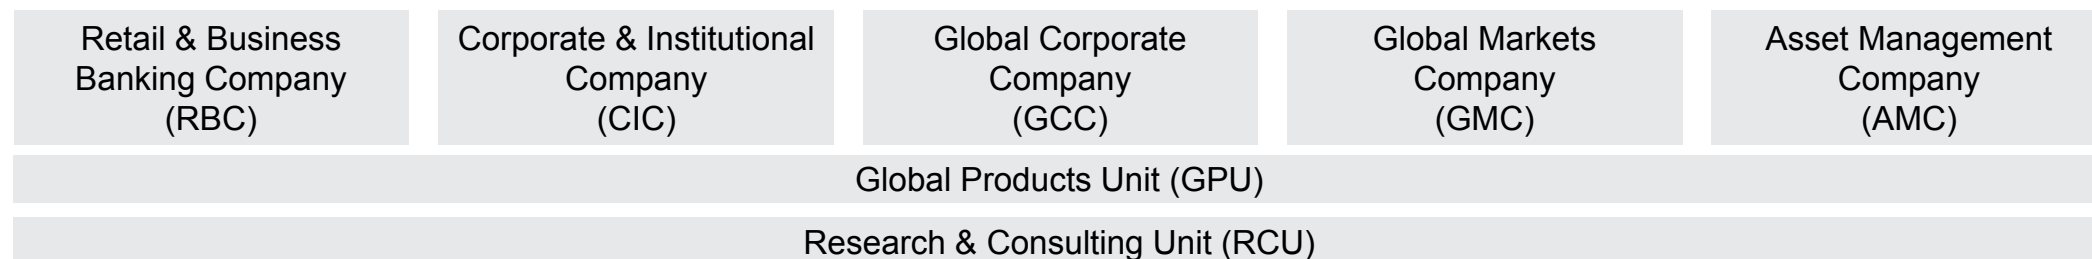 Retail & Business
Banking Company
(RBC)
Corporate & Institutional
Company
(CIC)
Global Corporate
Company
(GCC)
Global Markets
Company
(GMC)
Asset Management
Company
(AMC)
Global Products Unit (GPU)
Research & Consulting Unit (RCU)